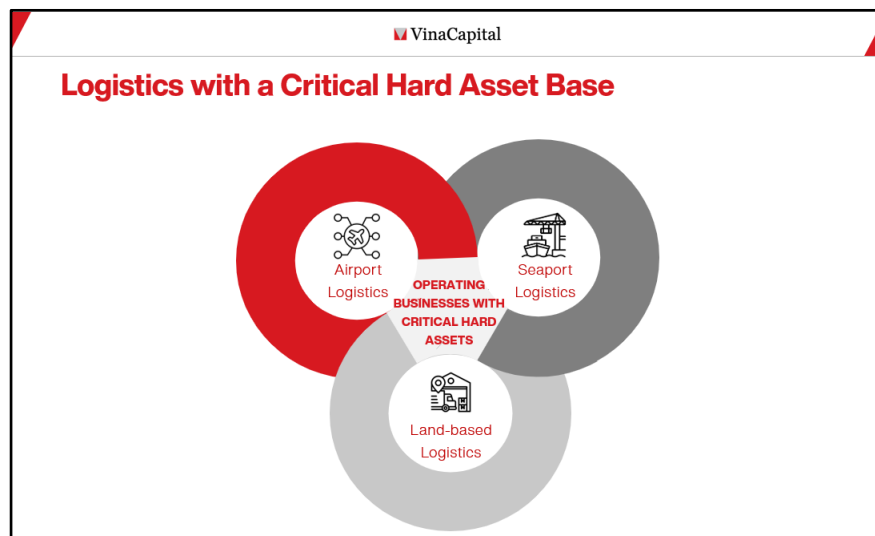 VinaCapital
Logistics with a Critical Hard Asset Base
Airport
Logistics
Seaport
Logistics
OPERATING
BUSINESSES WITH
CRITICAL HARD
ASSETS
Land-based
Logistics